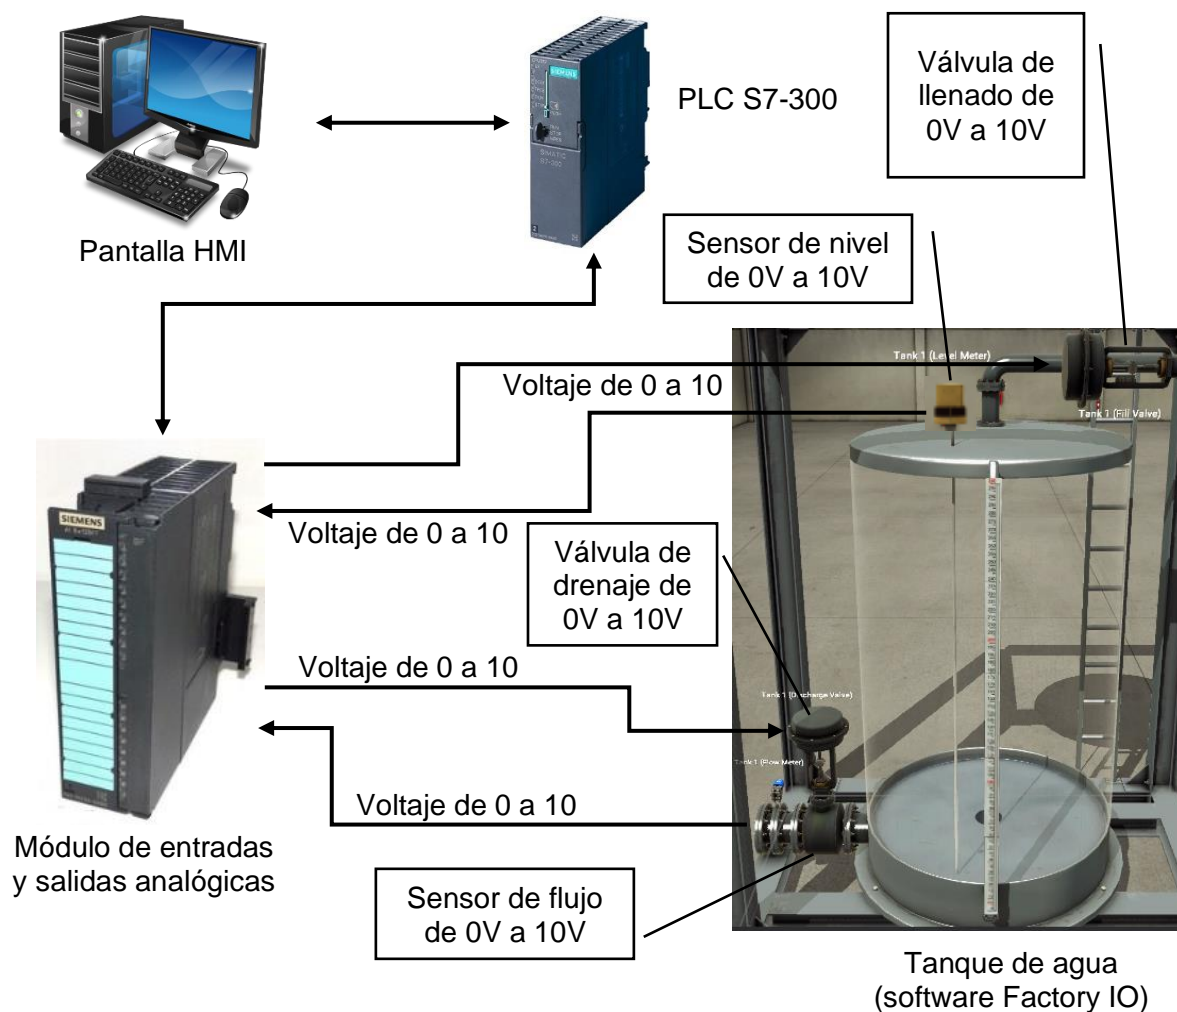 Válvula de
llenado de
0V a 10V
PLC S7-300
SIEMENS
SIMATIC
S7-300
Pantalla HMI
Sensor de nivel
de 0V a 10V
Tank 1 (Level Meter)
Voltaje de 0 a 10
Tank 1 (Fill Valve)
SIEMENS
Voltaje de 0 a 10
Válvula de
drenaje de
0V a 10V
Voltaje de 0 a 10
Tank 1 (Discharge Valve)
Tank 1 (Flow Meter)
Voltaje de 0 a 10
Módulo de entradas
y salidas analógicas
Sensor de flujo
de 0V a 10V
Tanque de agua
(software Factory IO)